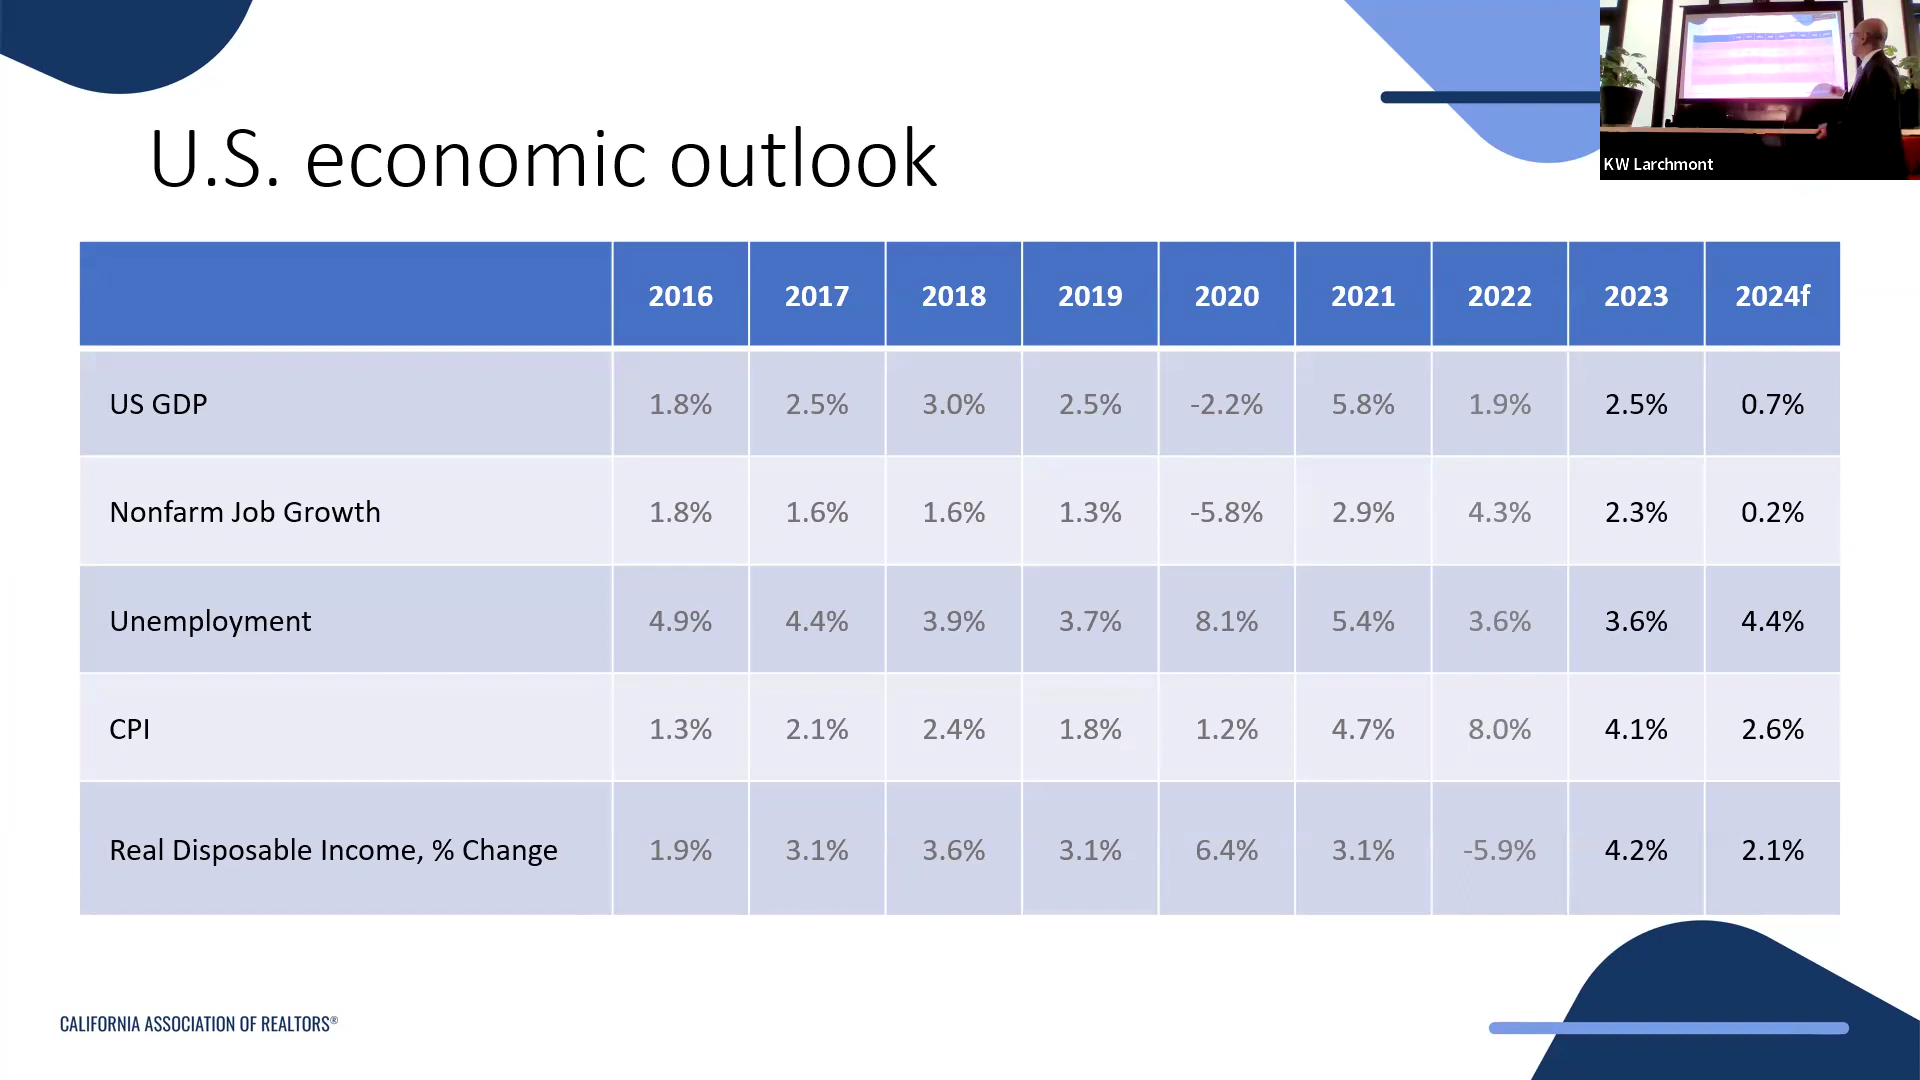 KW Larchmont
U.S. economic outlook
2016 2017 2018 2019 2020 2021 2022 2023 2024f
US GDP 1.8% 2.5% 3.0% 2.5% -2.2% 5.8% 1.9% 2.5% 0.7%
Nonfarm Job Growth 1.8% 1.6% 1.6% 1.3% -5.8% 2.9% 4.3% 2.3% 0.2%
Unemployment 4.9% 4.4% 3.9% 3.7% 8.1% 5.4% 3.6% 3.6% 4.4%
CPI 1.3% 2.1% 2.4% 1.8% 1.2% 4.7% 8.0% 4.1% 2.6%
Real Disposable Income, % Change 1.9% 3.1% 3.6% 3.1% 6.4% 3.1% -5.9% 4.2% 2.1%
CALIFORNIA ASSOCIATION OF REALTORS®